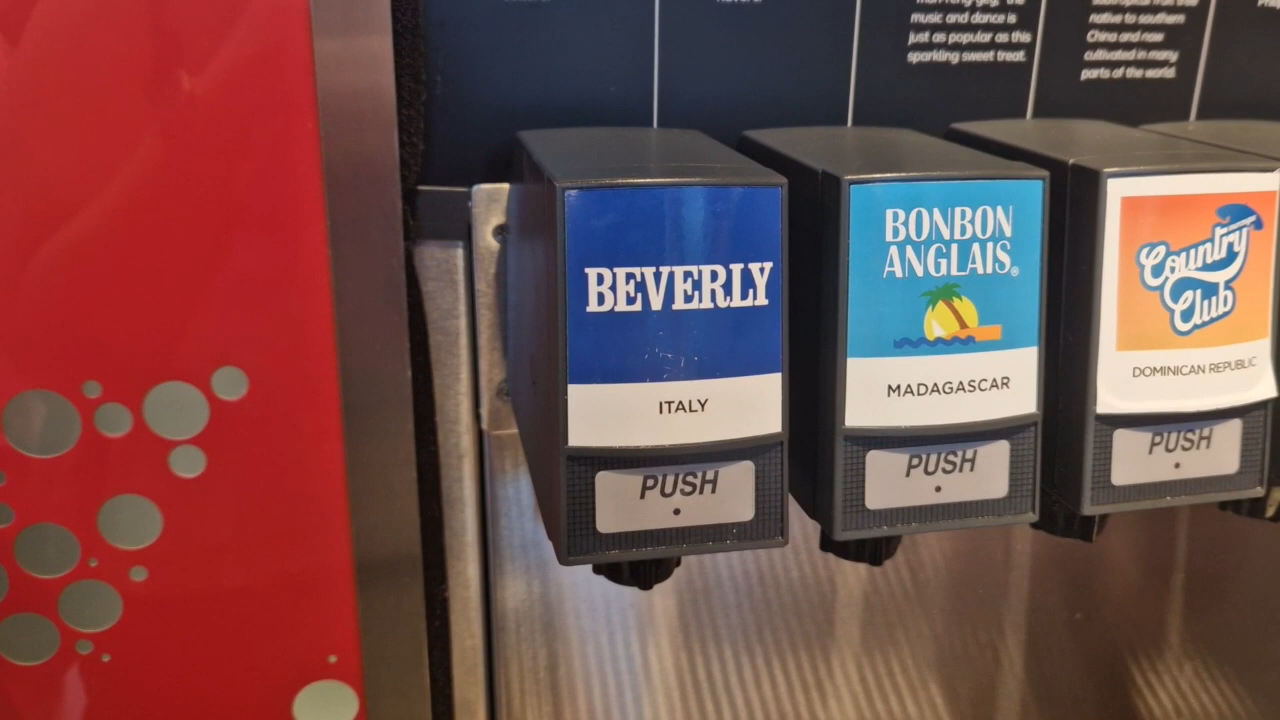 music and dance is
just as popular as this
sparkling sweet treat.
native to southern
China and now
cultivated in many
parts of the world.
BEVERLY
ITALY
PUSH
BONBON
ANGLAIS®
MADAGASCAR
PUSH
Country
Club
DOMINICAN REPUBLIC
PUSH